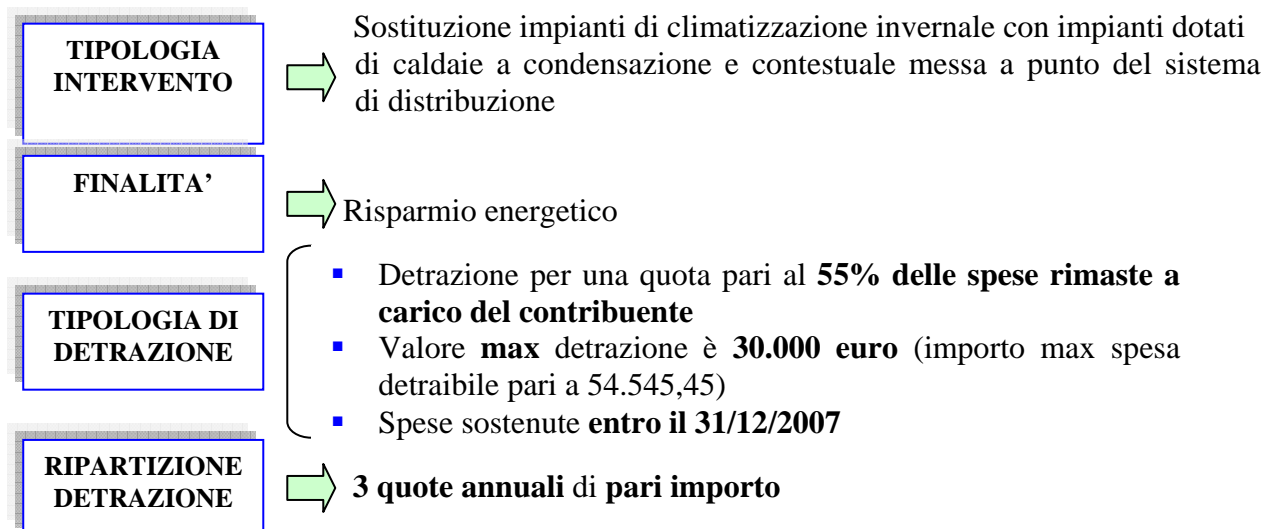 TIPOLOGIA
INTERVENTO
Sostituzione impianti di climatizzazione invernale con impianti dotati
di caldaie a condensazione e contestuale messa a punto del sistema
di distribuzione
FINALITA’
Risparmio energetico
TIPOLOGIA DI
DETRAZIONE
▪ Detrazione per una quota pari al 55% delle spese rimaste a
carico del contribuente
▪ Valore max detrazione è 30.000 euro (importo max spesa
detraibile pari a 54.545,45)
▪ Spese sostenute entro il 31/12/2007
RIPARTIZIONE
DETRAZIONE
3 quote annuali di pari importo